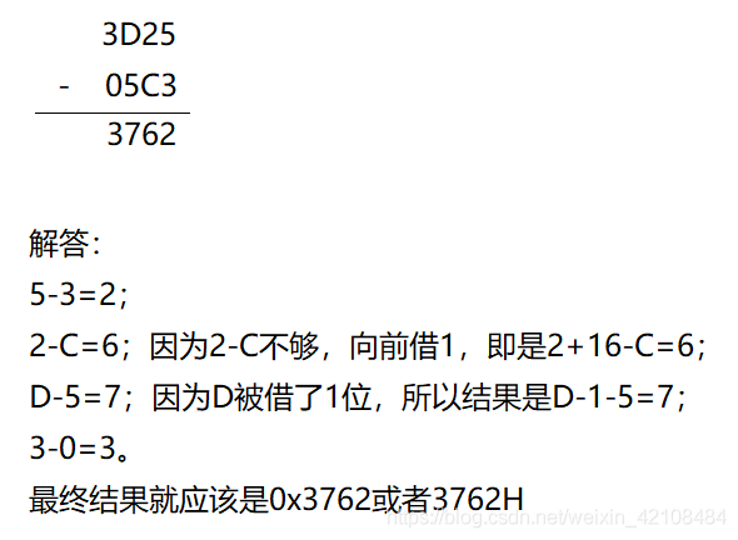 3D25
- 05C3
3762
解答：
5-3=2；
2-C=6；因为2-C不够，向前借1，即是2+16-C=6；
D-5=7；因为D被借了1位，所以结果是D-1-5=7；
3-0=3。
最终结果就应该是0x3762或者3762H
https://blog.csdn.net/weixin_42108484